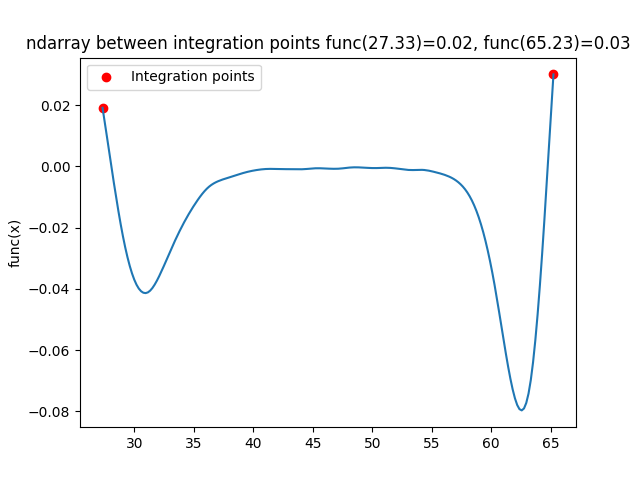 ndarray between integration points func(27.33)=0.02, func(65.23)=0.03
Integration points
0.02
0.00
−0.02
−0.04
−0.06
−0.08
func(x)
30 35 40 45 50 55 60 65